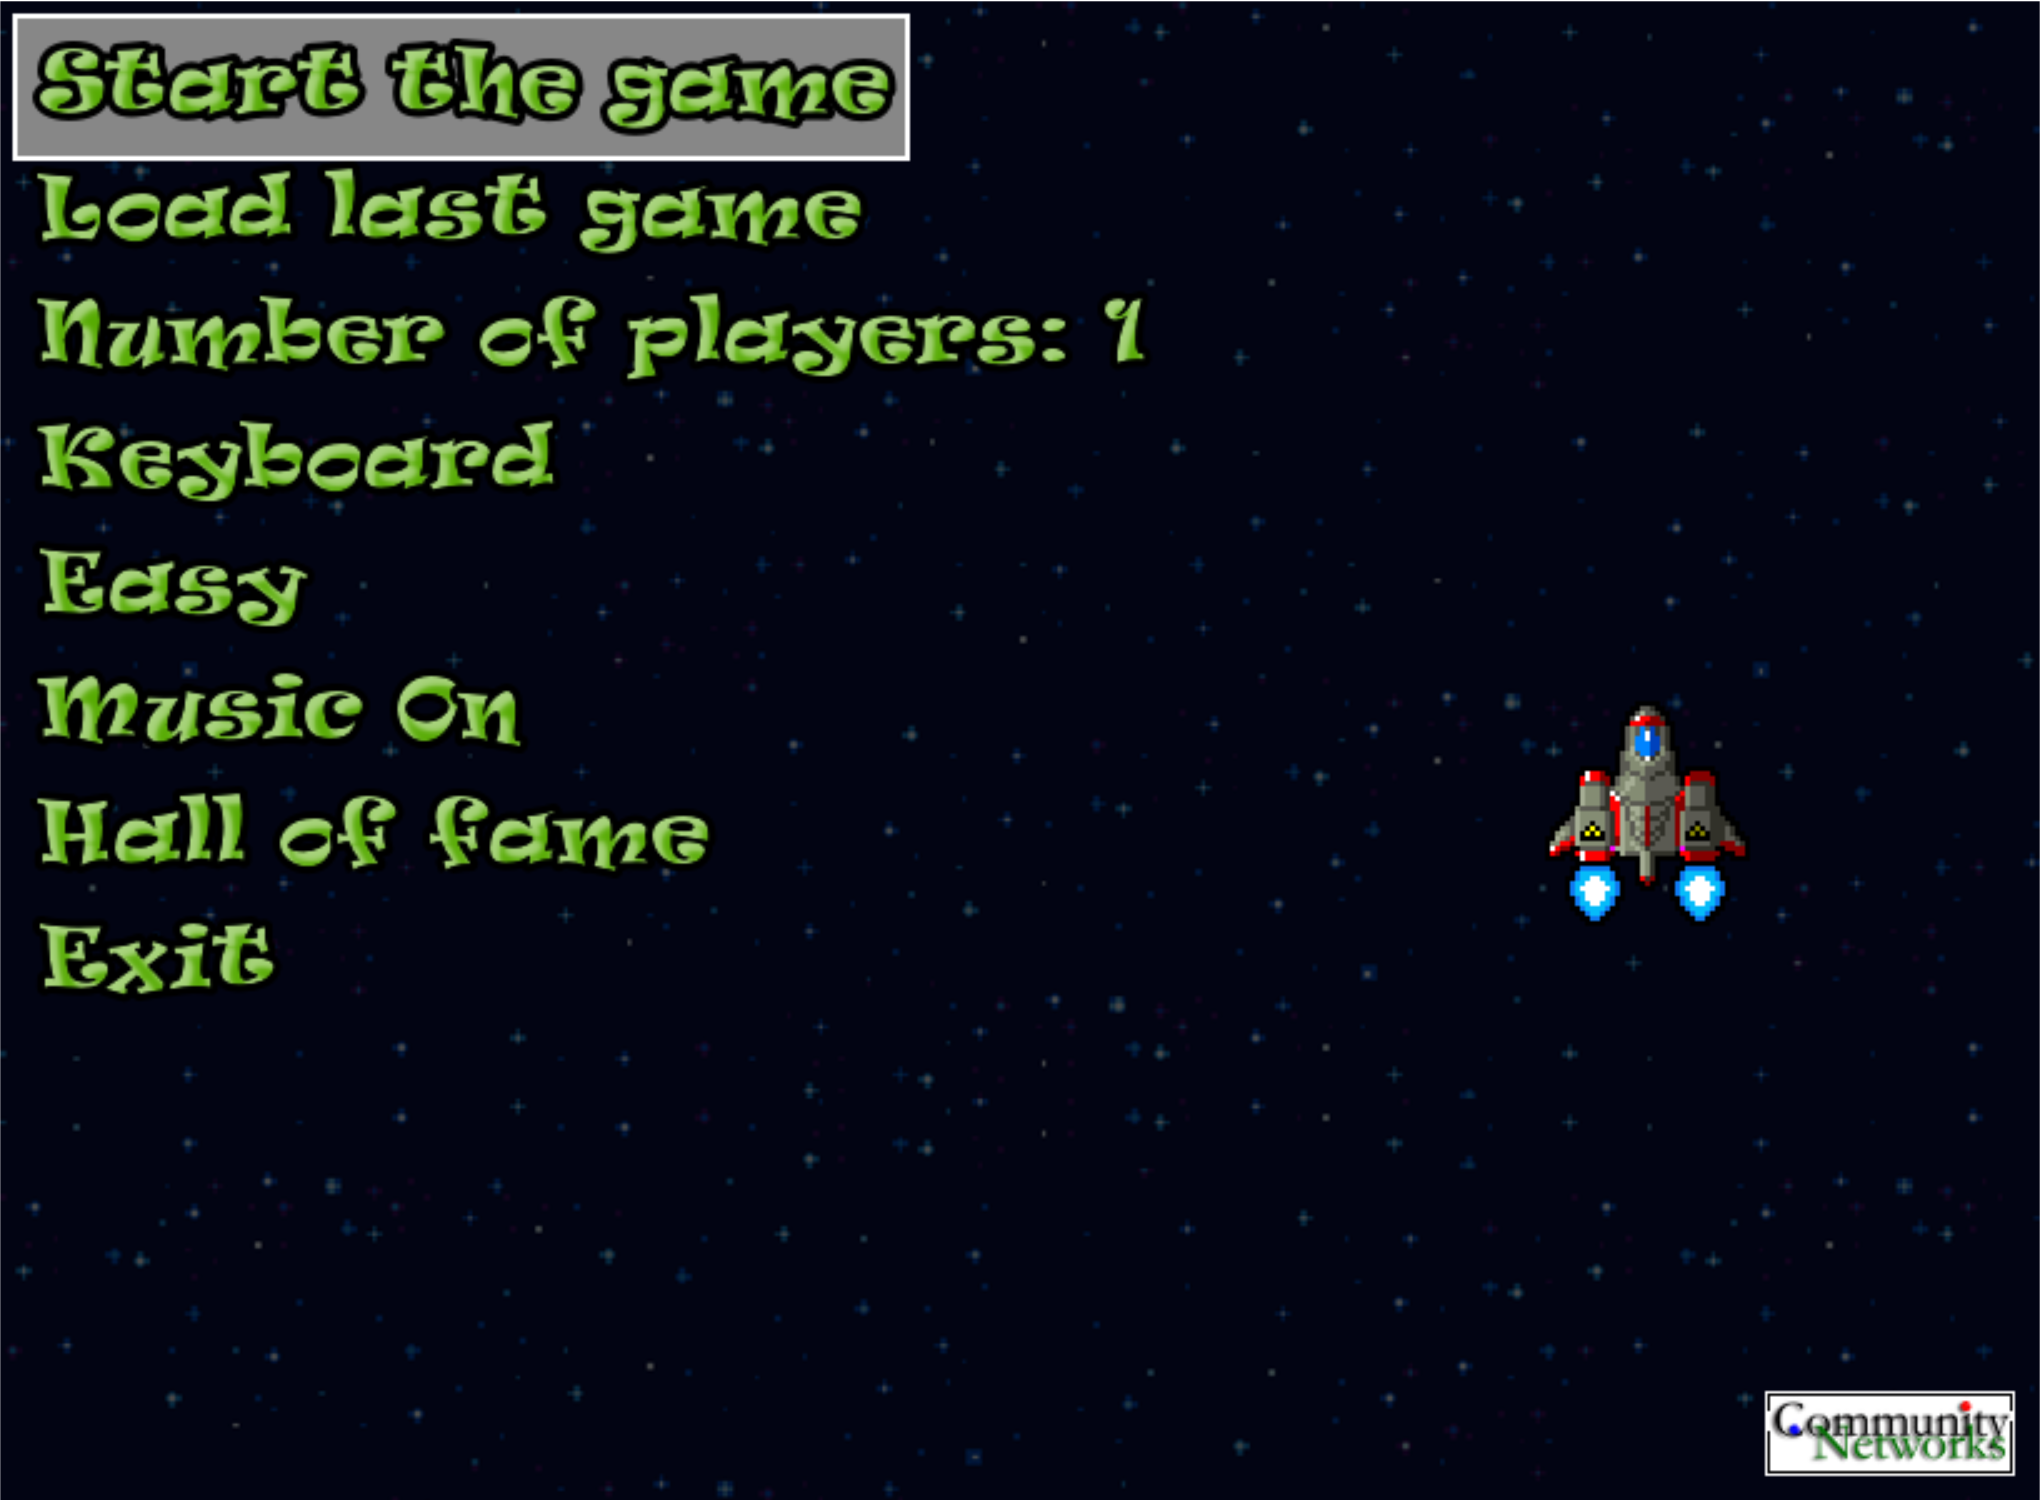 Start the game
Load last game
Number of players: 1
Keyboard
Easy
Music On
Hall of fame
Exit
Community
Networks